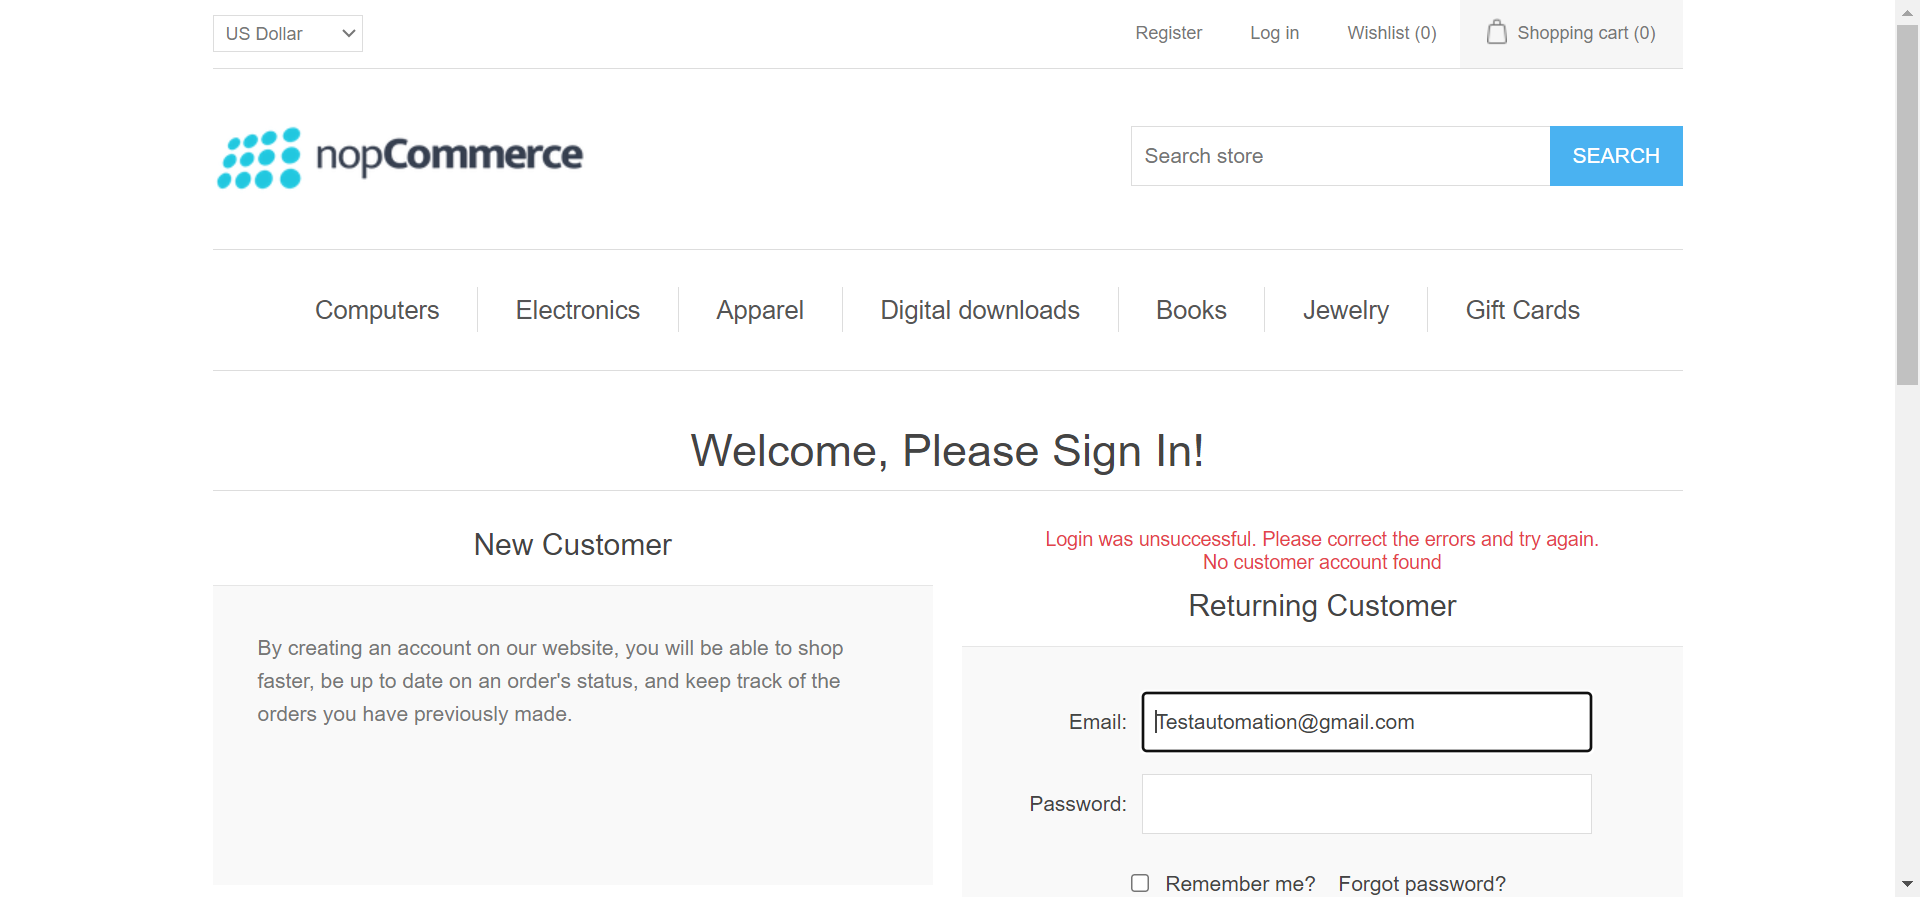 US Dollar
Register
Log in
Wishlist (0)
Shopping cart (0)
nopCommerce
Search store
SEARCH
Computers
Electronics
Apparel
Digital downloads
Books
Jewelry
Gift Cards
Welcome, Please Sign In!
New Customer
By creating an account on our website, you will be able to shop
faster, be up to date on an order's status, and keep track of the
orders you have previously made.
Login was unsuccessful. Please correct the errors and try again.
No customer account found
Returning Customer
Email:
Testautomation@gmail.com
Password:
Remember me?
Forgot password?